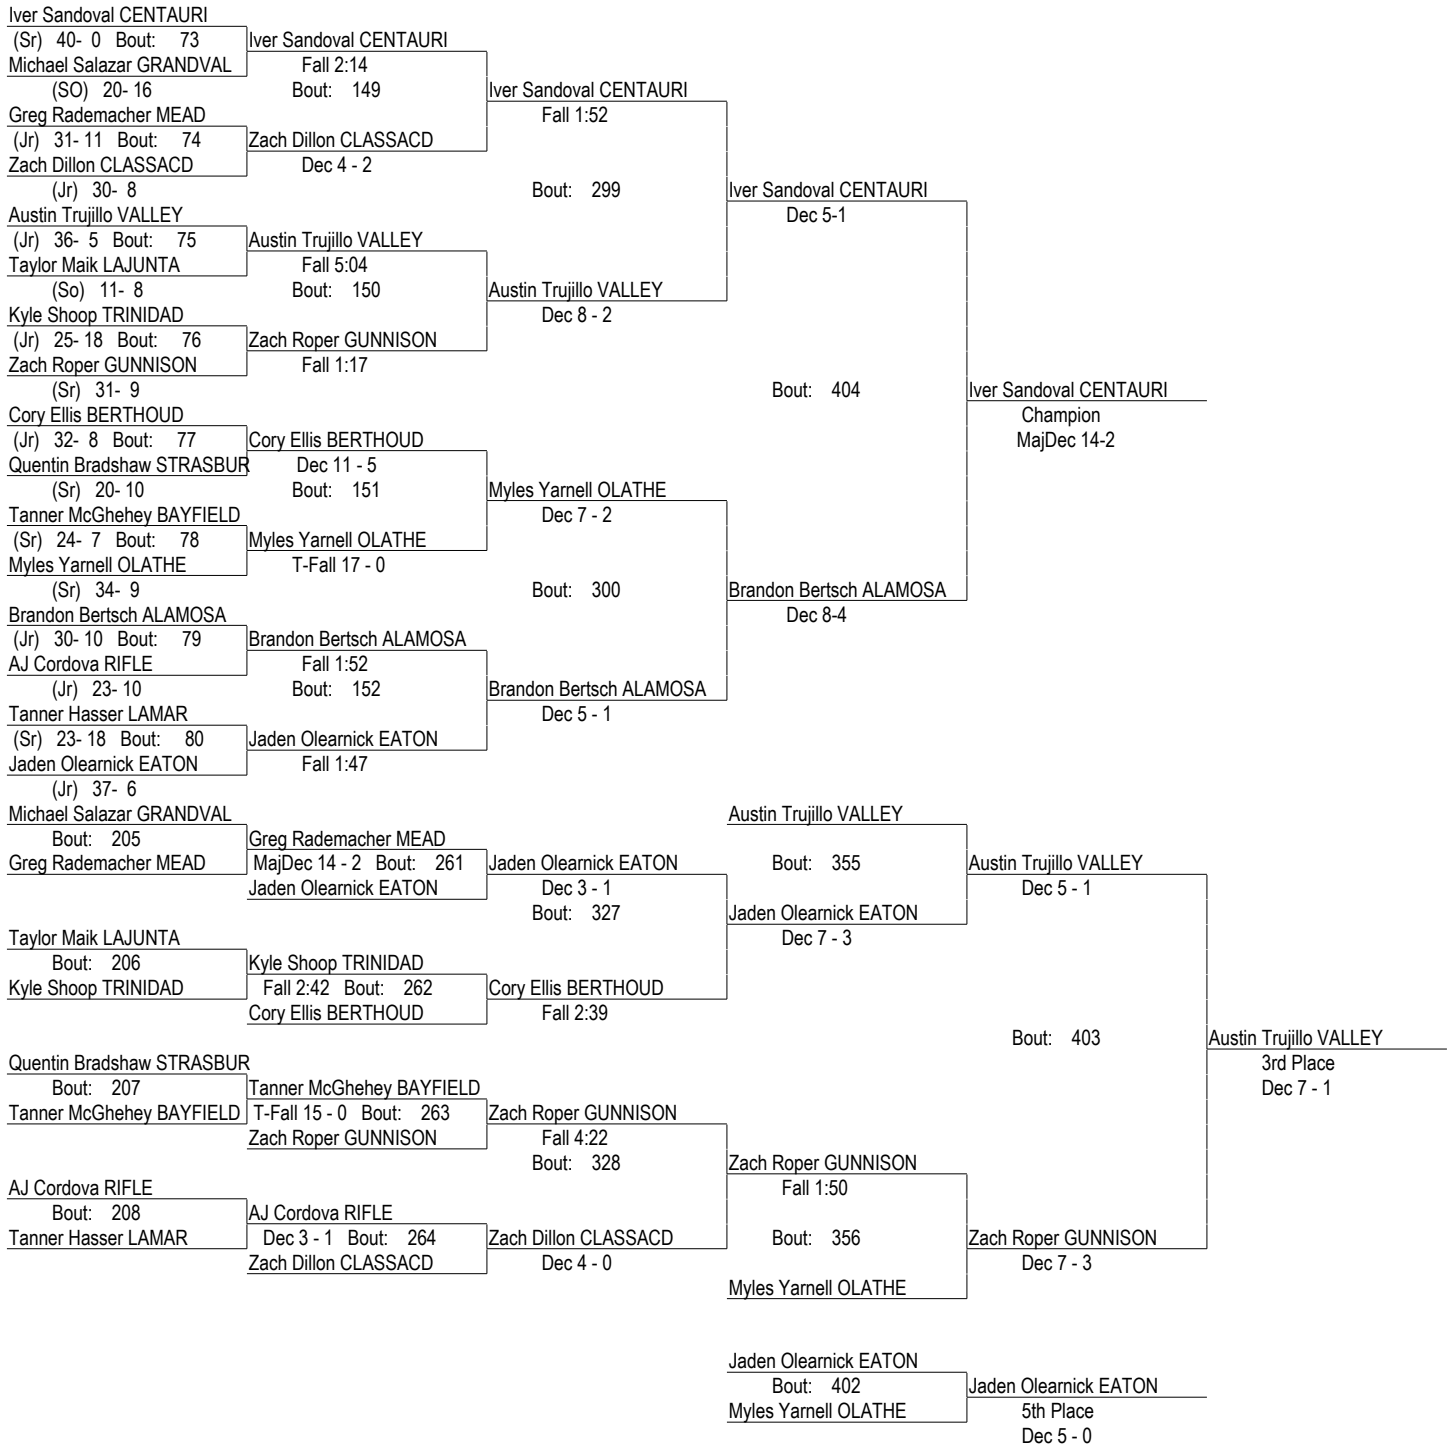 Iver Sandoval CENTAURI
(Sr) 40- 0 Bout: 73
Iver Sandoval CENTAURI
Michael Salazar GRANDVAL
Fall 2:14
(SO) 20- 16
Bout: 149
Iver Sandoval CENTAURI
Greg Rademacher MEAD
Fall 1:52
(Jr) 31- 11 Bout: 74
Zach Dillon CLASSACD
Zach Dillon CLASSACD
Dec 4 - 2
(Jr) 30- 8
Bout: 299
Iver Sandoval CENTAURI
Austin Trujillo VALLEY
Dec 5-1
(Jr) 36- 5 Bout: 75
Austin Trujillo VALLEY
Taylor Maik LAJUNTA
Fall 5:04
(So) 11- 8
Bout: 150
Austin Trujillo VALLEY
Kyle Shoop TRINIDAD
Dec 8 - 2
(Jr) 25- 18 Bout: 76
Zach Roper GUNNISON
Zach Roper GUNNISON
Fall 1:17
(Sr) 31- 9
Bout: 404
Iver Sandoval CENTAURI
Cory Ellis BERTHOUD
Champion
(Jr) 32- 8 Bout: 77
Cory Ellis BERTHOUD
MajDec 14-2
Quentin Bradshaw STRASBUR
Dec 11 - 5
(Sr) 20- 10
Bout: 151
Myles Yarnell OLATHE
Tanner McGhehey BAYFIELD
Dec 7 - 2
(Sr) 24- 7 Bout: 78
Myles Yarnell OLATHE
Myles Yarnell OLATHE
T-Fall 17 - 0
(Sr) 34- 9
Bout: 300
Brandon Bertsch ALAMOSA
Brandon Bertsch ALAMOSA
Dec 8-4
(Jr) 30- 10 Bout: 79
Brandon Bertsch ALAMOSA
AJ Cordova RIFLE
Fall 1:52
(Jr) 23- 10
Bout: 152
Brandon Bertsch ALAMOSA
Tanner Hasser LAMAR
Dec 5 - 1
(Sr) 23- 18 Bout: 80
Jaden Olearnick EATON
Jaden Olearnick EATON
Fall 1:47
(Jr) 37- 6
Michael Salazar GRANDVAL
Austin Trujillo VALLEY
Bout: 205
Greg Rademacher MEAD
Greg Rademacher MEAD
MajDec 14 - 2 Bout: 261
Jaden Olearnick EATON
Bout: 355
Austin Trujillo VALLEY
Jaden Olearnick EATON
Dec 3 - 1
Dec 5 - 1
Bout: 327
Jaden Olearnick EATON
Taylor Maik LAJUNTA
Dec 7 - 3
Bout: 206
Kyle Shoop TRINIDAD
Kyle Shoop TRINIDAD
Fall 2:42 Bout: 262
Cory Ellis BERTHOUD
Cory Ellis BERTHOUD
Fall 2:39
Bout: 403
Austin Trujillo VALLEY
Quentin Bradshaw STRASBUR
3rd Place
Bout: 207
Tanner McGhehey BAYFIELD
Dec 7 - 1
Tanner McGhehey BAYFIELD
T-Fall 15 - 0 Bout: 263
Zach Roper GUNNISON
Zach Roper GUNNISON
Fall 4:22
Bout: 328
Zach Roper GUNNISON
AJ Cordova RIFLE
Fall 1:50
Bout: 208
AJ Cordova RIFLE
Tanner Hasser LAMAR
Dec 3 - 1 Bout: 264
Zach Dillon CLASSACD
Bout: 356
Zach Roper GUNNISON
Zach Dillon CLASSACD
Dec 4 - 0
Dec 7 - 3
Myles Yarnell OLATHE
Jaden Olearnick EATON
Bout: 402
Jaden Olearnick EATON
Myles Yarnell OLATHE
5th Place
Dec 5 - 0